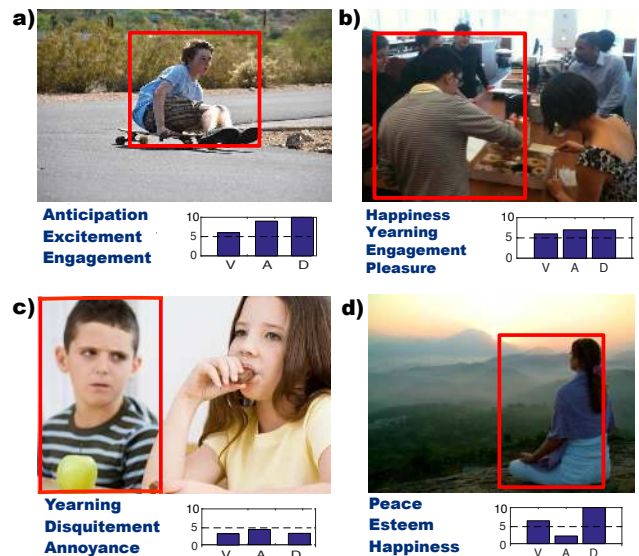 a)
Anticipation
Excitement
Engagement
10
5
0
V A D
b)
Happiness
Yearning
Engagement
Pleasure
10
5
0
V A D
c)
Yearning
Disquitement
Annoyance
10
5
0
V A D
d)
Peace
Esteem
Happiness
10
5
0
V A D